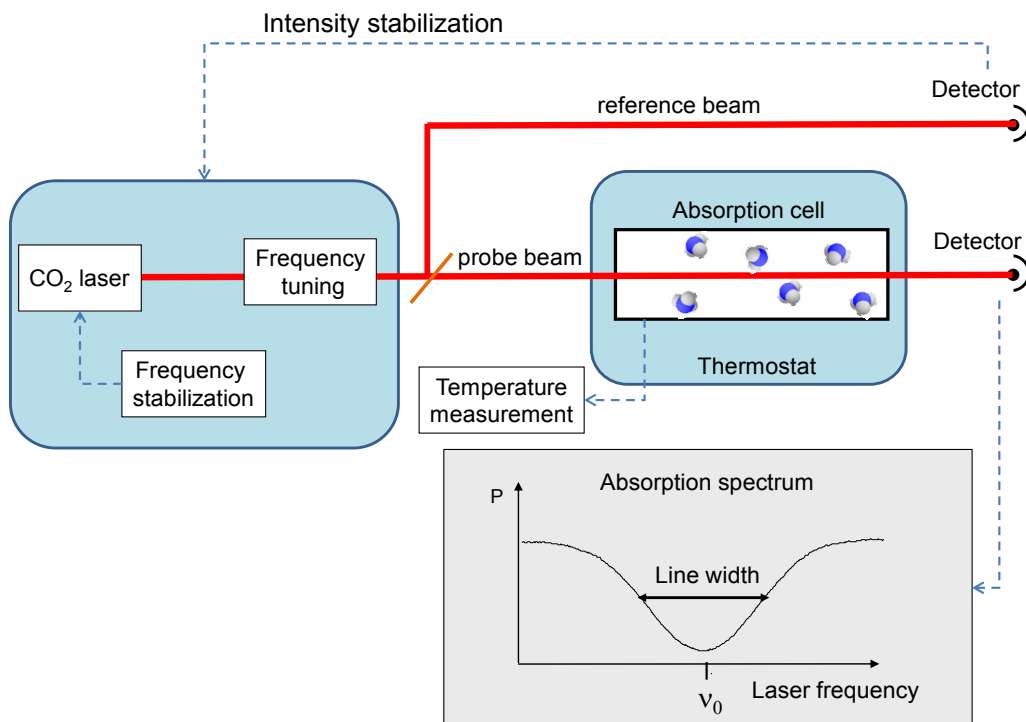 Intensity stabilization
Detector
reference beam
Absorption cell
Detector
probe beam
CO₂ laser
Frequency
tuning
Thermostat
Frequency
stabilization
Temperature
measurement
Absorption spectrum
P
Line width
ν₀
Laser frequency